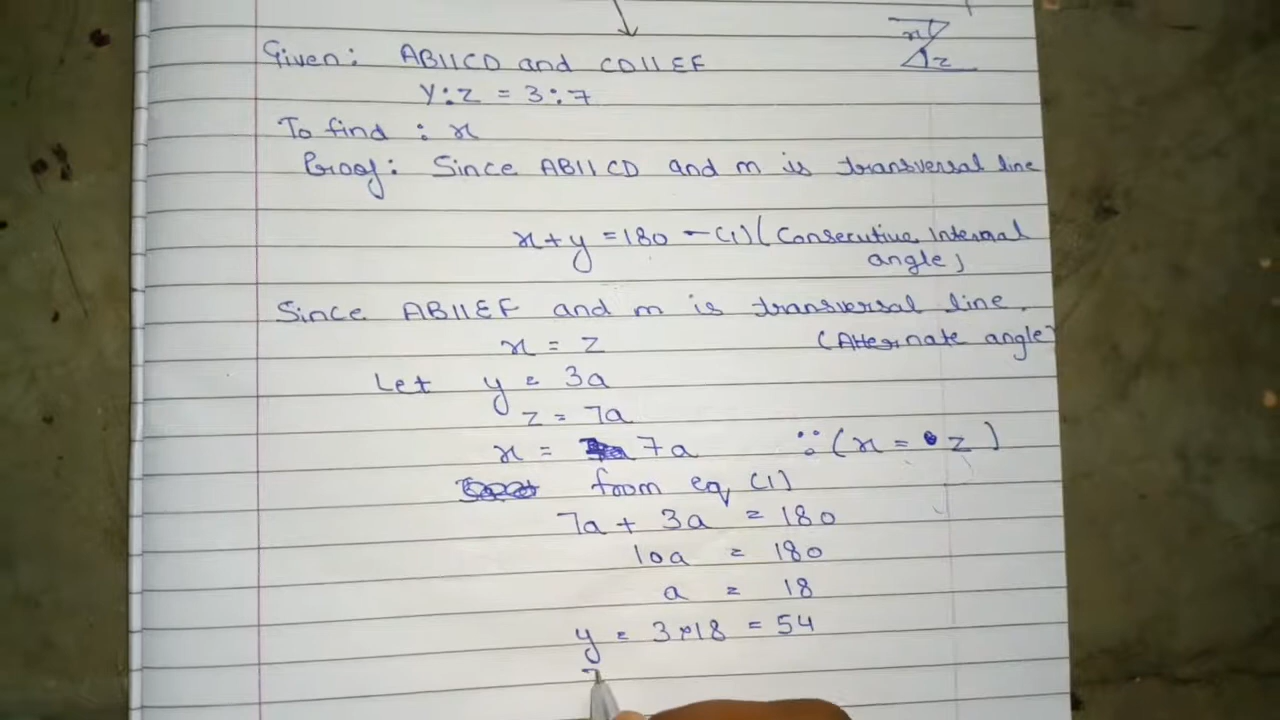 x
z
Given: AB||CD and CD||EF
y:z = 3:7
To find : x
Proof: Since AB||CD and m is transversal line
x+y =180 -(1)(Consecutive Internal
angle)
Since AB||EF and m is transversal line.
x = z (Alternate angle)
Let y = 3a
z = 7a
x = 7a ∵(x = z)
from eq (1)
7a + 3a = 180
10a = 180
a = 18
y = 3×18 = 54